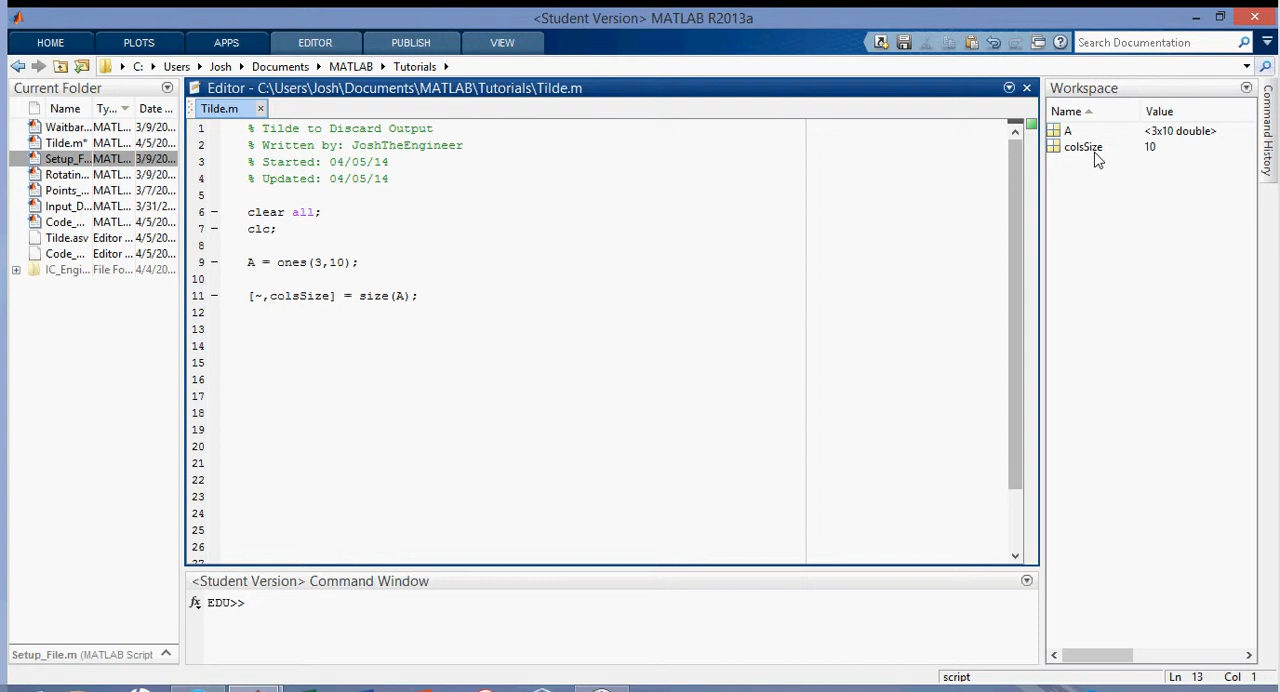 <Student Version> MATLAB R2013a
HOME PLOTS APPS EDITOR PUBLISH VIEW Search Documentation
C: Users Josh Documents MATLAB Tutorials
Current Folder
Name Ty... Date ...
Waitbar... MATL... 3/9/20...
Tilde.m* MATL... 4/5/20...
Setup_F... MATL... 3/9/20...
Rotatin... MATL... 3/9/20...
Points_... MATL... 3/7/20...
Input_D... MATL... 3/31/2...
Code_... MATL... 4/5/20...
Tilde.asv Editor ... 4/5/20...
Code_... Editor ... 4/5/20...
IC_Engi... File Fo... 4/4/20...
Setup_File.m (MATLAB Script
Editor - C:\Users\Josh\Documents\MATLAB\Tutorials\Tilde.m
Tilde.m
1 % Tilde to Discard Output
2 % Written by: JoshTheEngineer
3 % Started: 04/05/14
4 % Updated: 04/05/14
5
6 clear all;
7 clc;
8
9 A = ones(3,10);
10
11 [~,colsSize] = size(A);
12
13
14
15
16
17
18
19
20
21
22
23
24
25
26
27
<Student Version> Command Window
fx EDU>>
Workspace
Name Value
A <3x10 double>
colsSize 10
Command History
script Ln 13 Col 1